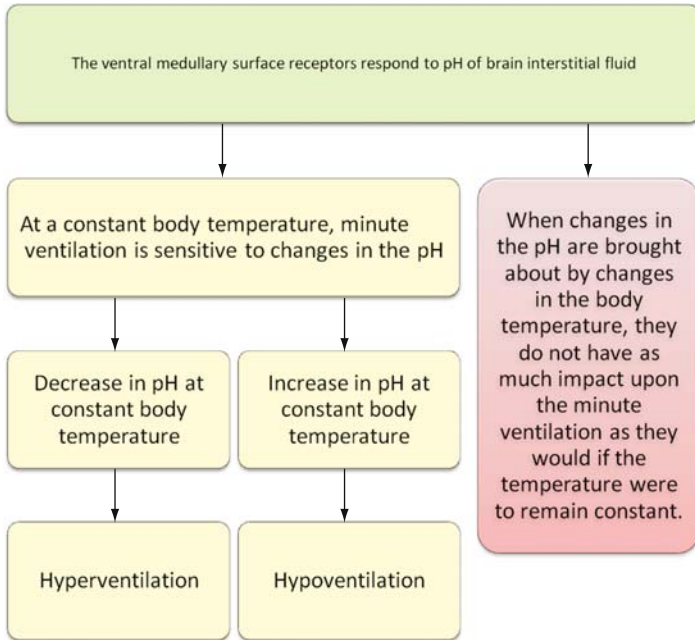 The ventral medullary surface receptors respond to pH of brain interstitial fluid
At a constant body temperature, minute
ventilation is sensitive to changes in the pH
When changes in
the pH are brought
about by changes
in the body
temperature, they
do not have as
much impact upon
the minute
ventilation as they
would if the
temperature were
to remain constant.
Decrease in pH at
constant body
temperature
Increase in pH at
constant body
temperature
Hyperventilation
Hypoventilation